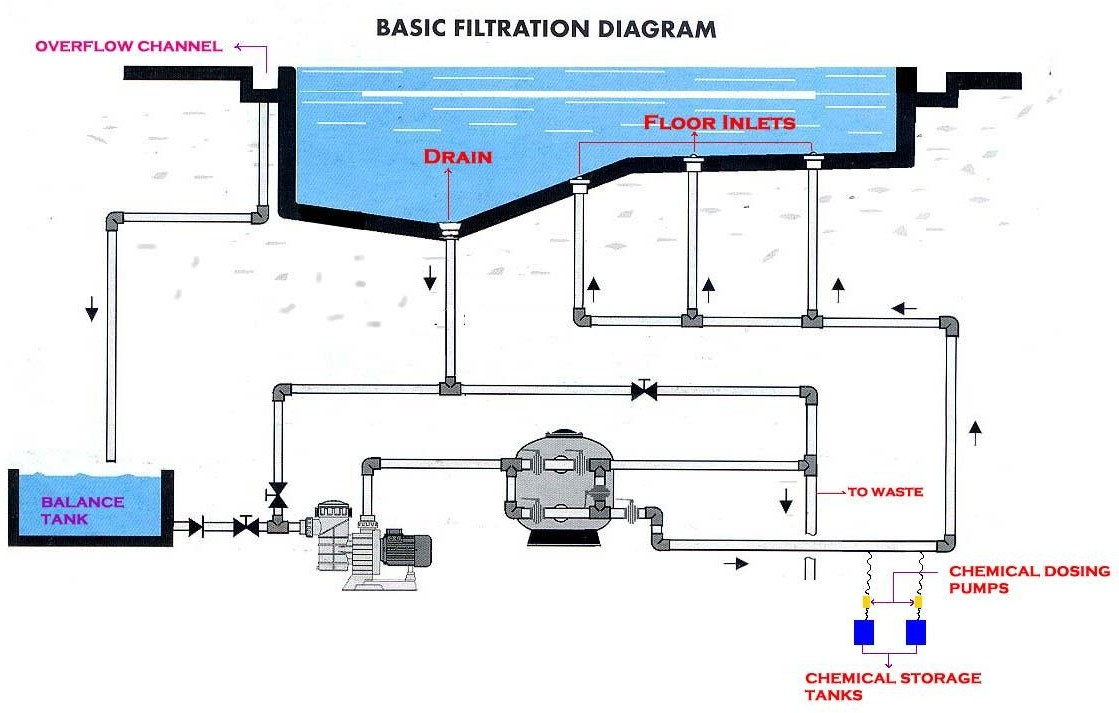 BASIC FILTRATION DIAGRAM
OVERFLOW CHANNEL
FLOOR INLETS
DRAIN
BALANCE
TANK
TO WASTE
CHEMICAL DOSING
PUMPS
CHEMICAL STORAGE
TANKS